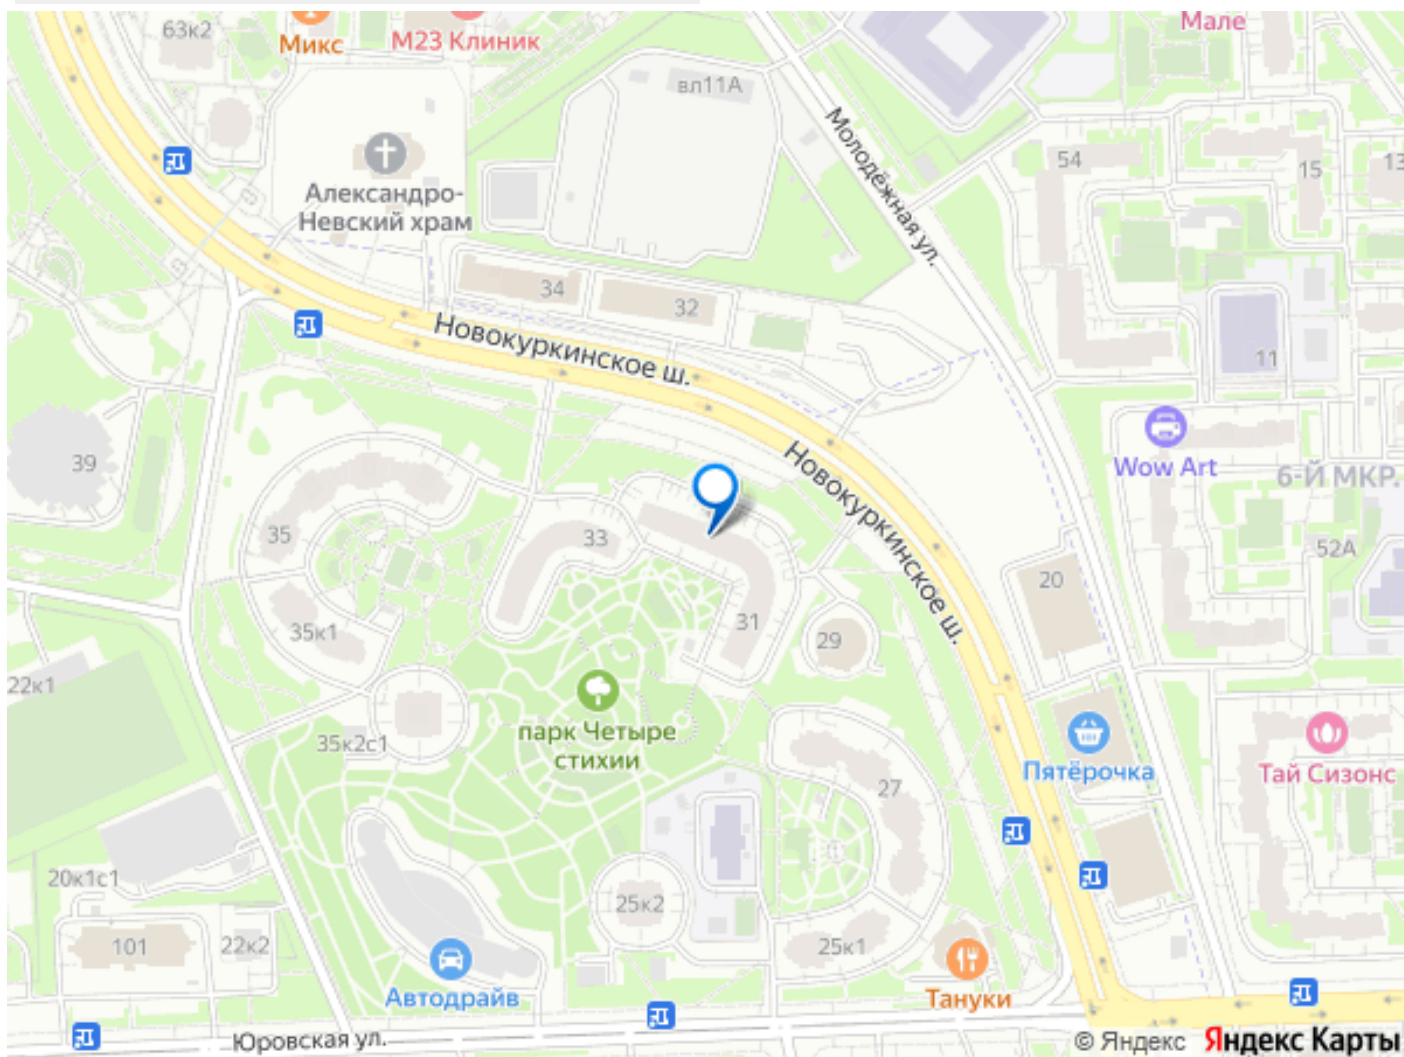 63к2
Микс
М23 Клиник
Мале
вл11А
Молодёжная ул.
54
15
13
Александро-
Невский храм
34
32
Новокуркинское ш.
11
Wow Art
6-Й МКР.
39
35
33
Новокуркинское ш.
52А
20
31
29
35к1
22к1
парк Четыре
стихии
35к2с1
Пятёрочка
Тай Сизонс
27
20к1с1
25к2
101
22к2
25к1
Автодрайв
Тануки
Юровская ул.
© Яндекс Яндекс Карты